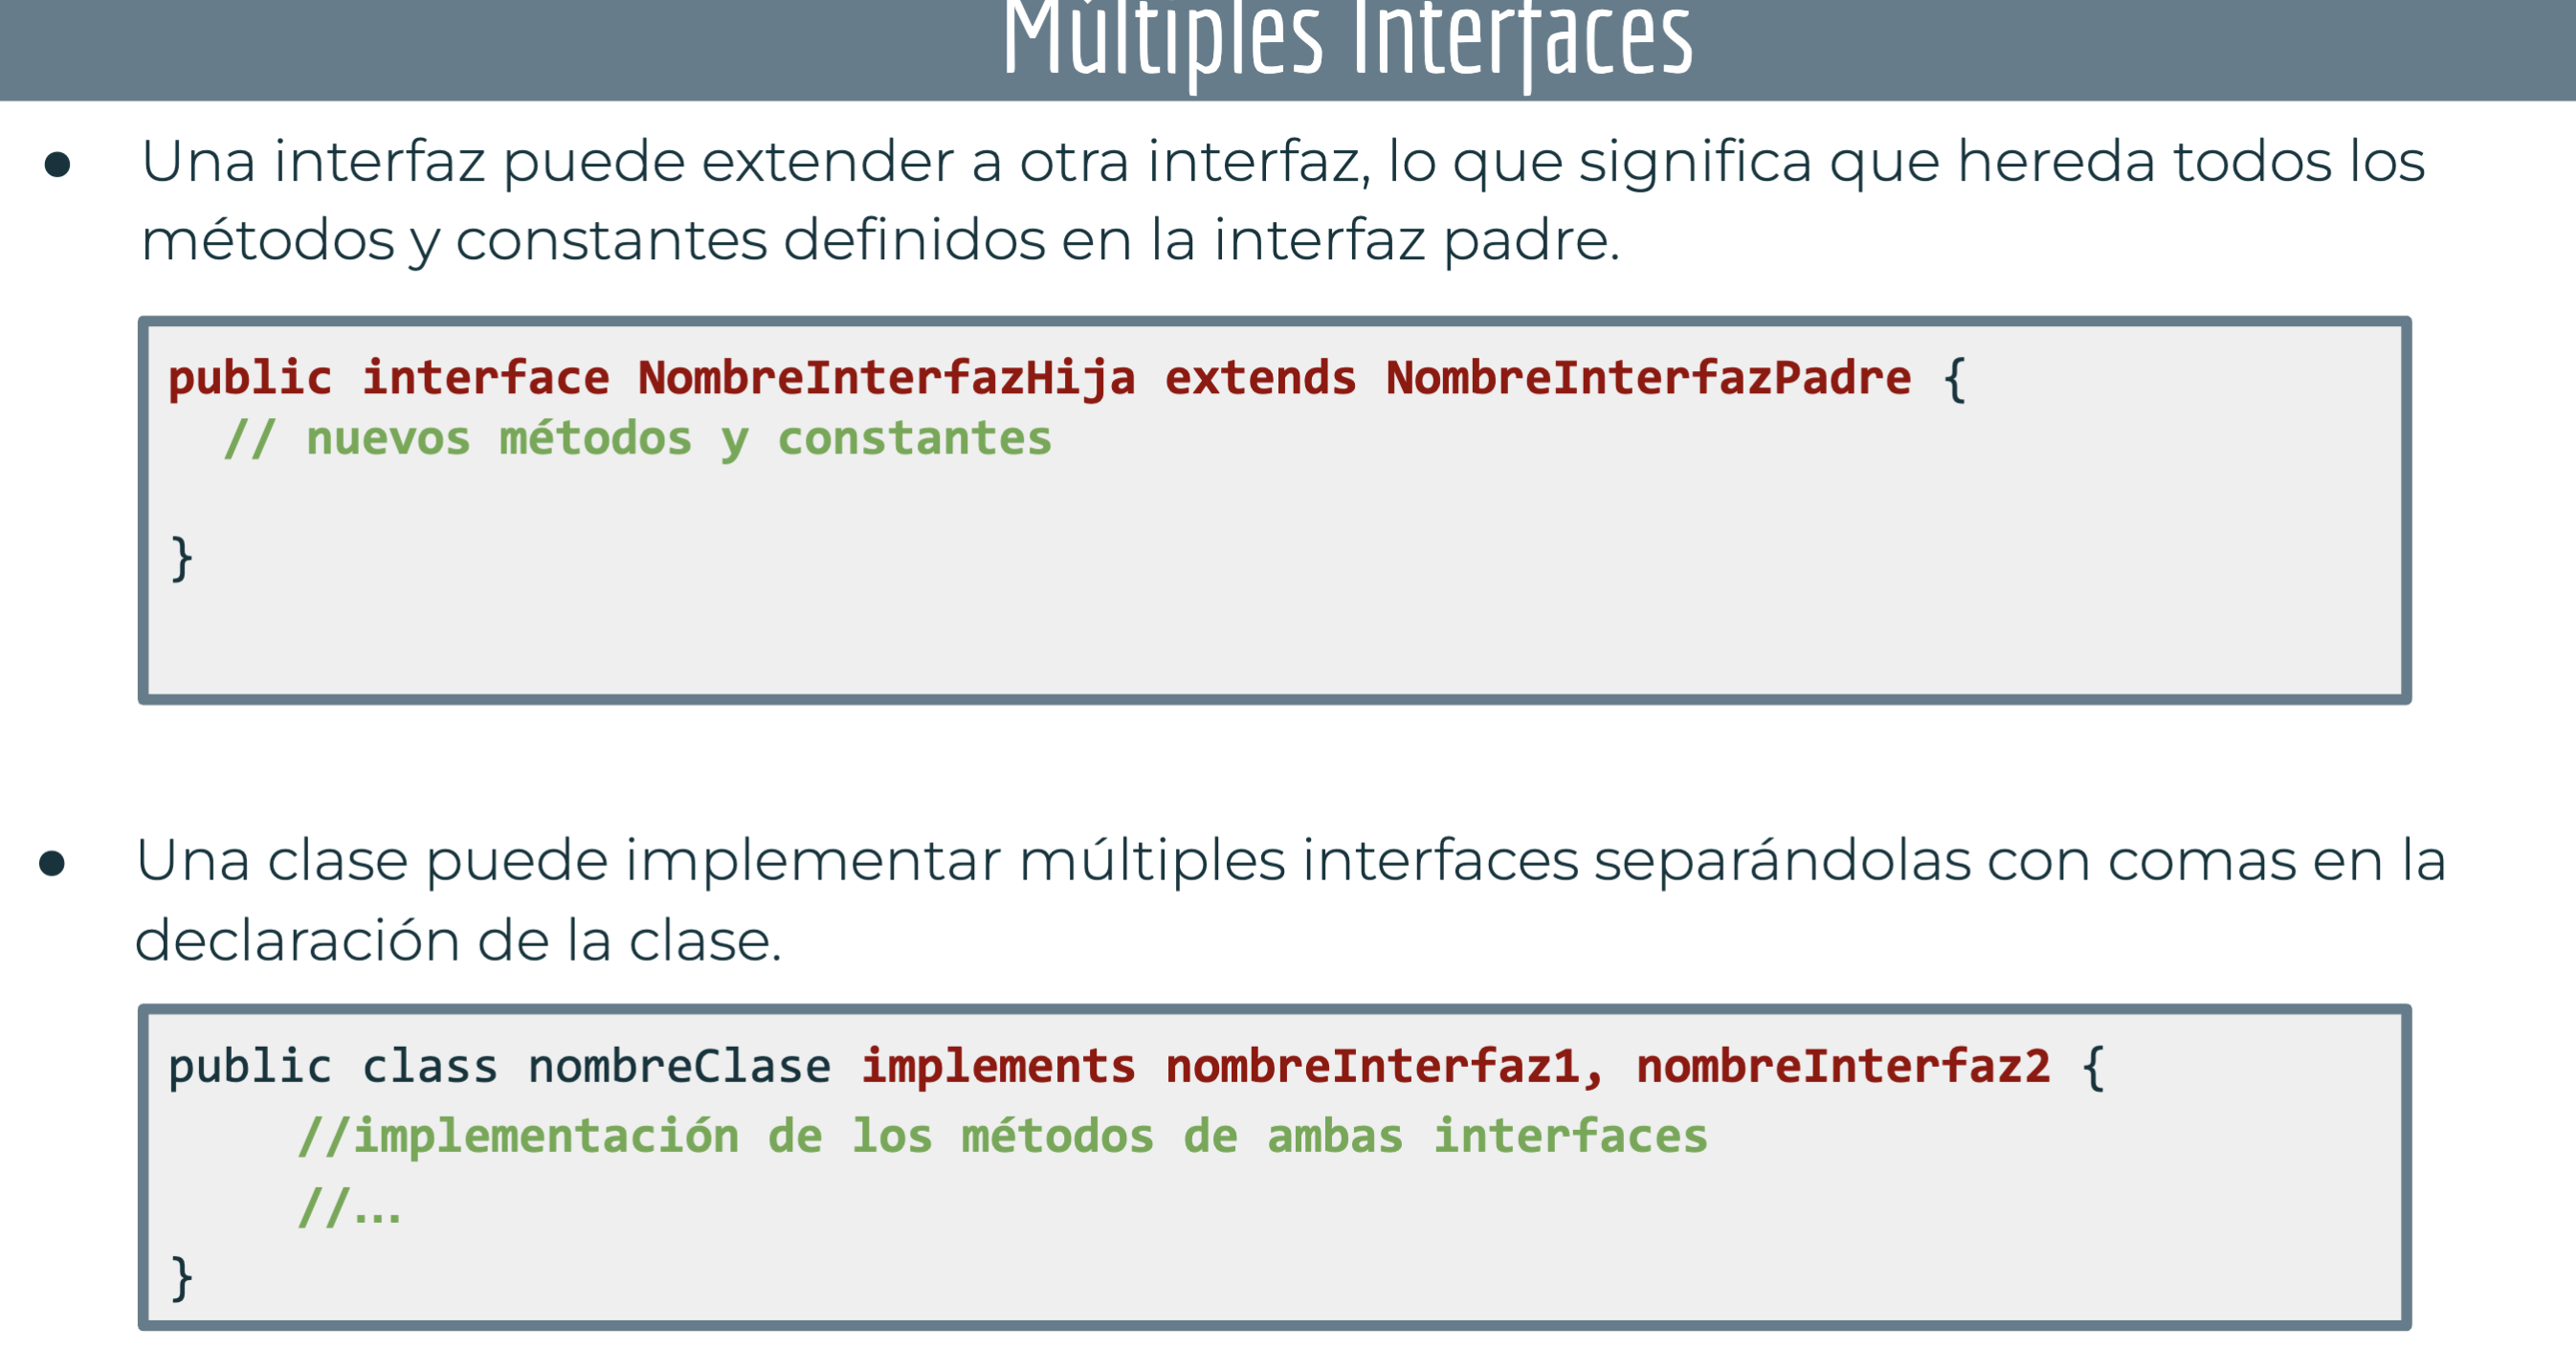 Múltiples Interfaces
● Una interfaz puede extender a otra interfaz, lo que significa que hereda todos los
métodos y constantes definidos en la interfaz padre.
public interface NombreInterfazHija extends NombreInterfazPadre {
// nuevos métodos y constantes
}
● Una clase puede implementar múltiples interfaces separándolas con comas en la
declaración de la clase.
public class nombreClase implements nombreInterfaz1, nombreInterfaz2 {
//implementación de los métodos de ambas interfaces
//...
}